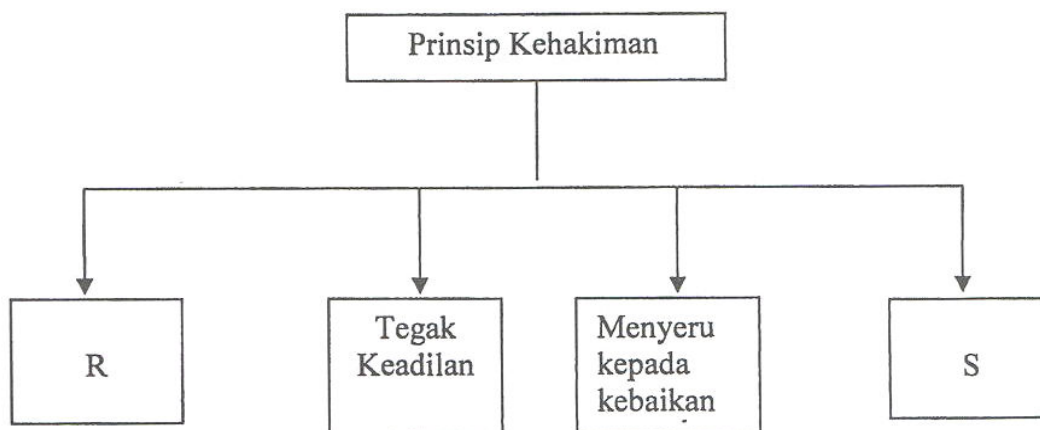 Prinsip Kehakiman
R
Tegak
Keadilan
Menyeru
kepada
kebaikan
S